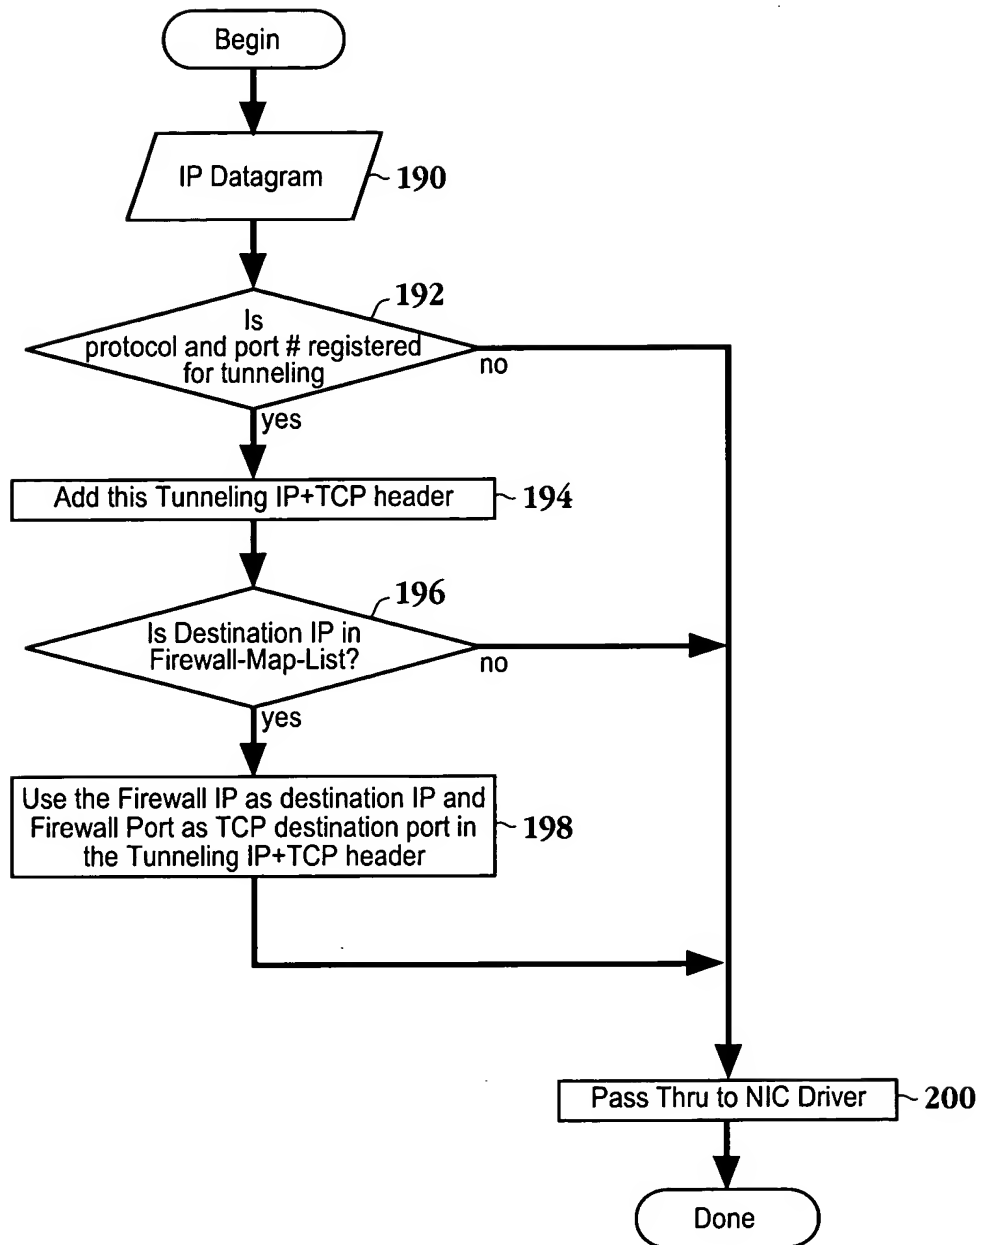 Begin
IP Datagram
190
192
Is
protocol and port # registered
for tunneling
no
yes
Add this Tunneling IP+TCP header
194
196
Is Destination IP in
Firewall-Map-List?
no
yes
Use the Firewall IP as destination IP and
Firewall Port as TCP destination port in
the Tunneling IP+TCP header
198
Pass Thru to NIC Driver
200
Done